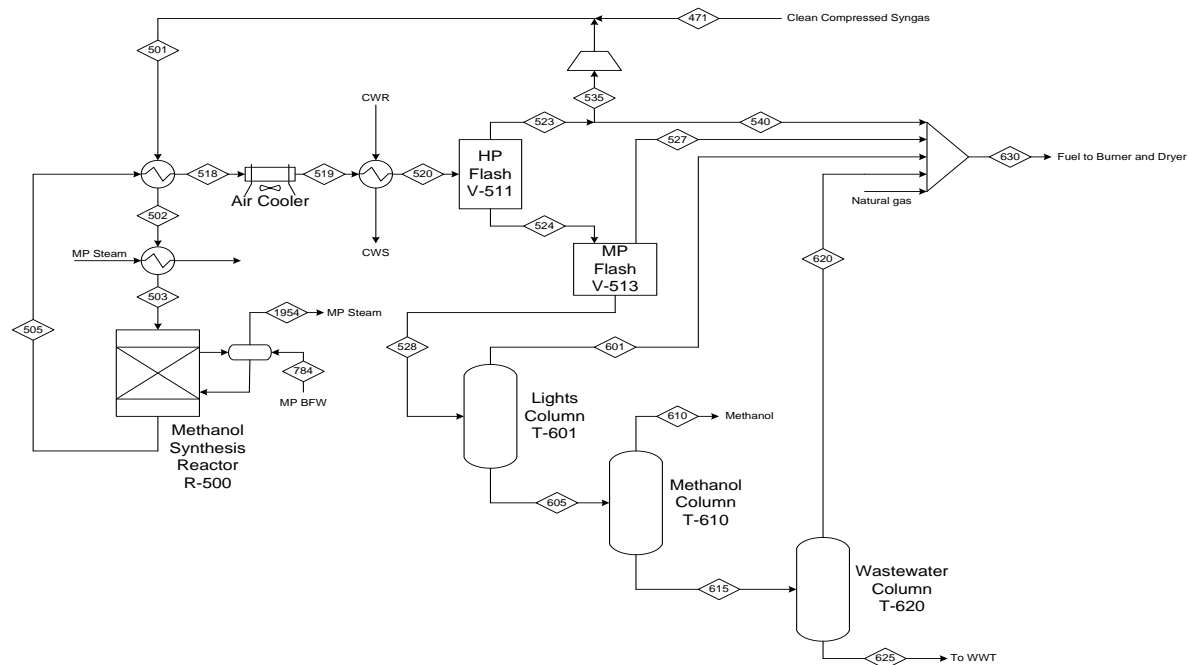 471
Clean Compressed Syngas
501
535
CWR
523
540
527
HP
Flash
V-511
518
519
520
630
Fuel to Burner and Dryer
Air Cooler
Natural gas
502
524
CWS
MP Steam
MP
Flash
V-513
620
503
1954
MP Steam
505
528
601
784
MP BFW
Lights
Column
T-601
610
Methanol
Methanol
Synthesis
Reactor
R-500
605
Methanol
Column
T-610
615
Wastewater
Column
T-620
625
To WWT